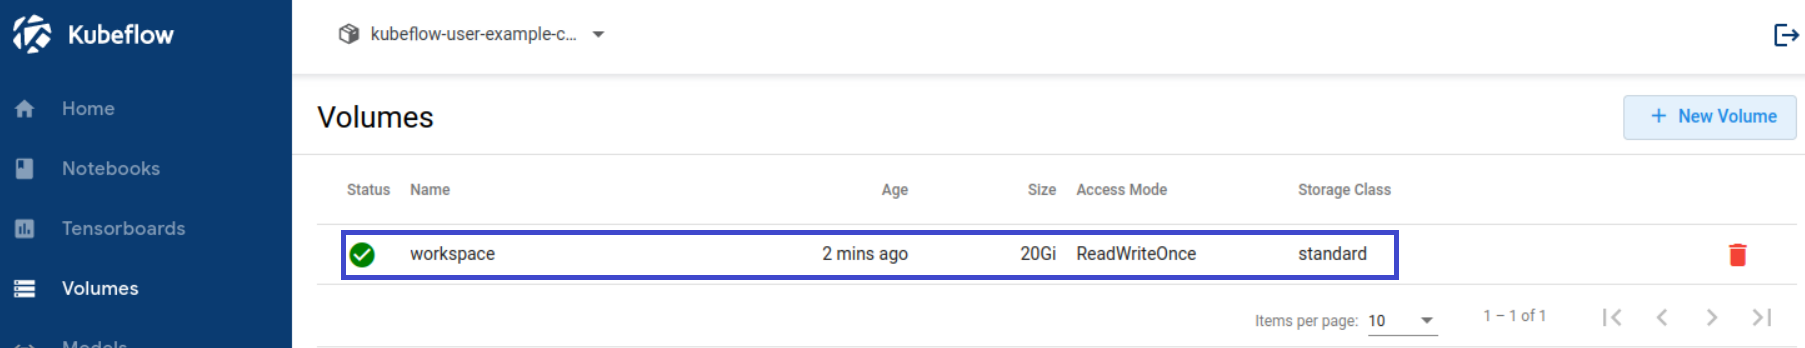 Kubeflow
kubeflow-user-example-c...
Home
Notebooks
Tensorboards
Volumes
Models
Volumes
+ New Volume
Status Name Age Size Access Mode Storage Class
workspace 2 mins ago 20Gi ReadWriteOnce standard
Items per page: 10 1 – 1 of 1